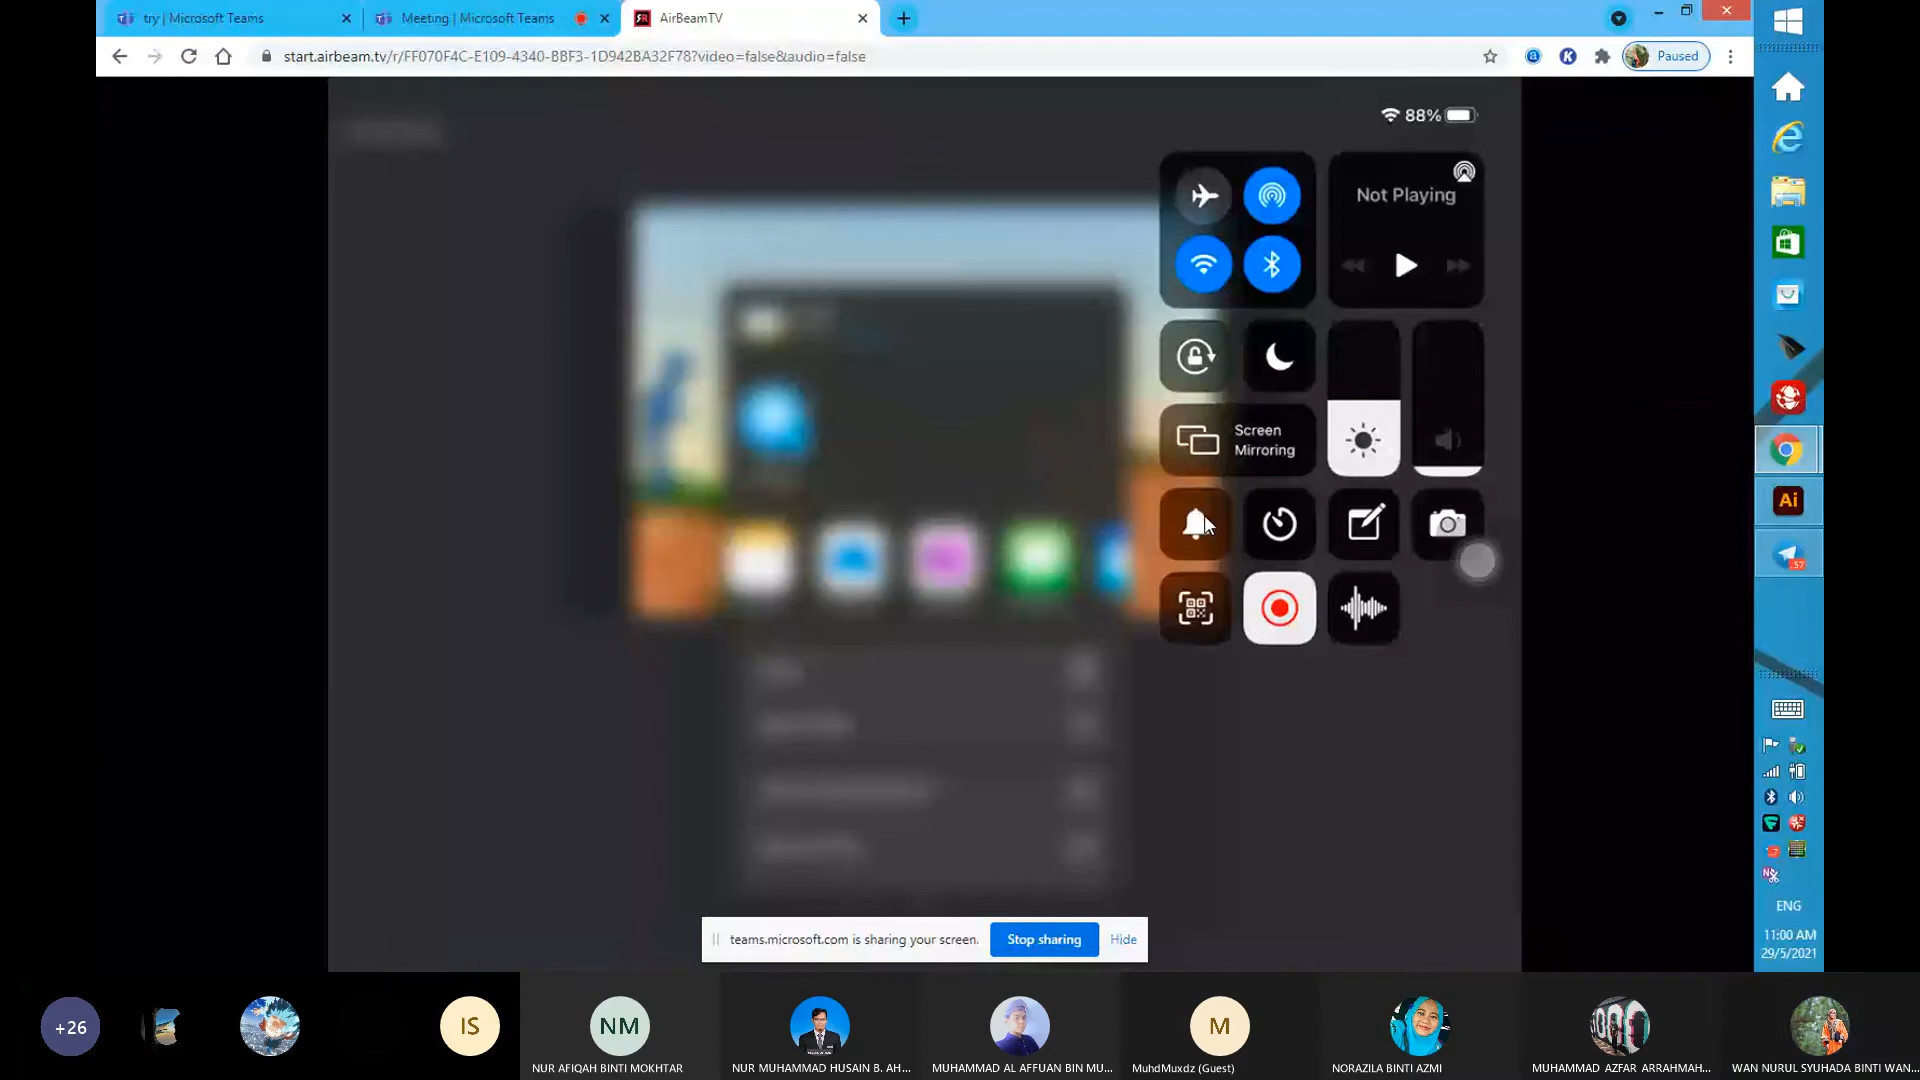 try | Microsoft Teams
Meeting | Microsoft Teams
AirBeamTV
start.airbeam.tv/r/FF070F4C-E109-4340-BBF3-1D942BA32F78?video=false&audio=false
Paused
88%
Not Playing
Screen
Mirroring
Ai
57
teams.microsoft.com is sharing your screen.
Stop sharing
Hide
ENG
11:00 AM
29/5/2021
+26
IS
NM
M
NUR AFIQAH BINTI MOKHTAR
NUR MUHAMMAD HUSAIN B. AH...
MUHAMMAD AL AFFUAN BIN MU...
MuhdMuxdz (Guest)
NORAZILA BINTI AZMI
MUHAMMAD AZFAR ARRAHMAH...
WAN NURUL SYUHADA BINTI WAN...